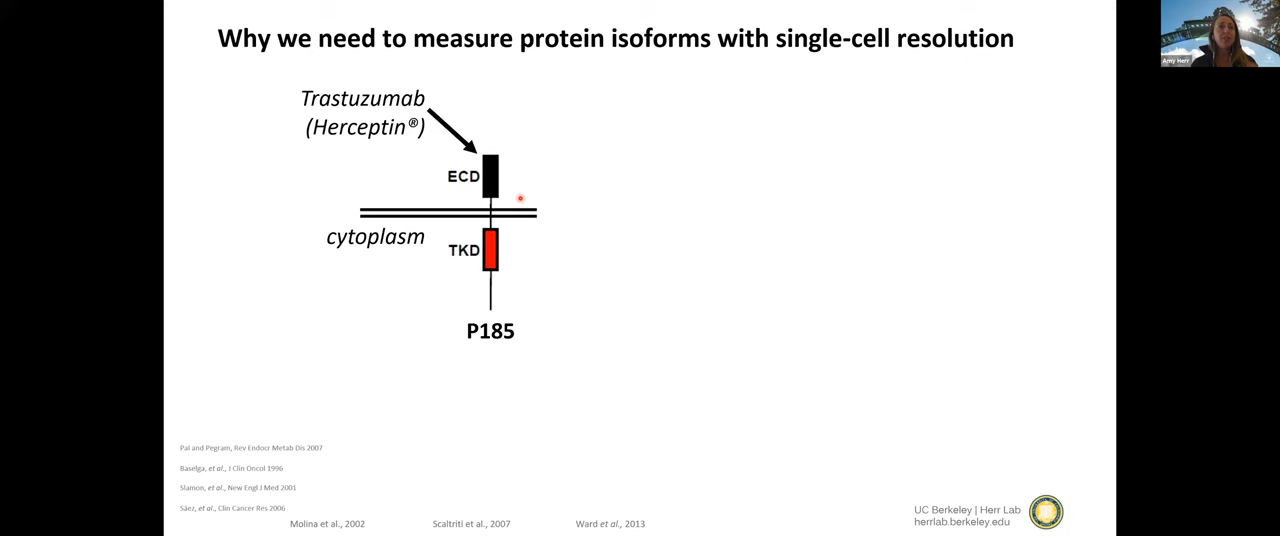 Why we need to measure protein isoforms with single-cell resolution
Amy Herr
Trastuzumab
(Herceptin®)
ECD
cytoplasm
TKD
P185
Pal and Pegram, Rev Endocr Metab Dis 2007
Baselga, et al., J Clin Oncol 1996
Slamon, et al., New Engl J Med 2001
Sáez, et al., Clin Cancer Res 2006
Molina et al., 2002
Scaltriti et al., 2007
Ward et al., 2013
UC Berkeley | Herr Lab
herrlab.berkeley.edu